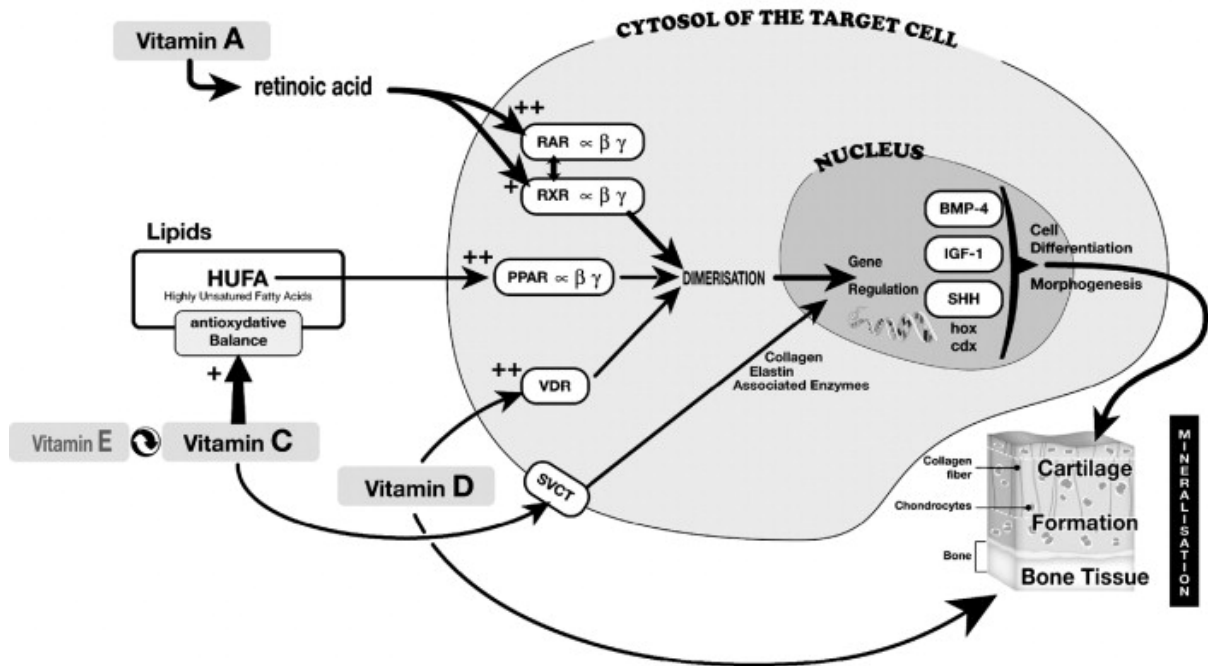 CYTOSOL OF THE TARGET CELL
Vitamin A
retinoic acid
++
RAR ∝ β γ
+
RXR ∝ β γ
NUCLEUS
BMP-4
IGF-1
SHH
hox
cdx
Cell
Differentiation
Morphogenesis
Lipids
HUFA
Highly Unsatured Fatty Acids
antioxydative
Balance
++
PPAR ∝ β γ
DIMERISATION
Gene
Regulation
+
++
VDR
Collagen
Elastin
Associated Enzymes
Vitamin E
Vitamin C
Vitamin D
SVCT
Collagen
fiber
Chondrocytes
Bone
Cartilage
Formation
Bone Tissue
MINERALISATION